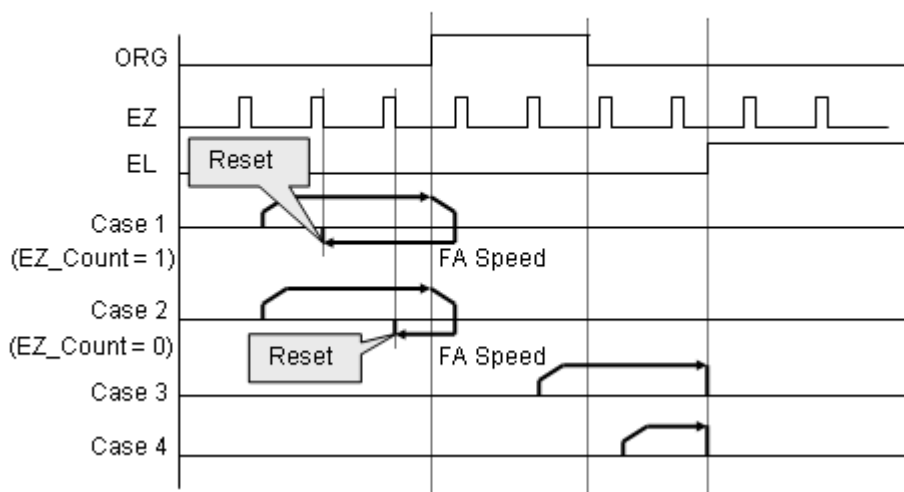 ORG
EZ
EL
Reset
Case 1
(EZ_Count = 1)
FA Speed
Case 2
(EZ_Count = 0)
Reset
FA Speed
Case 3
Case 4